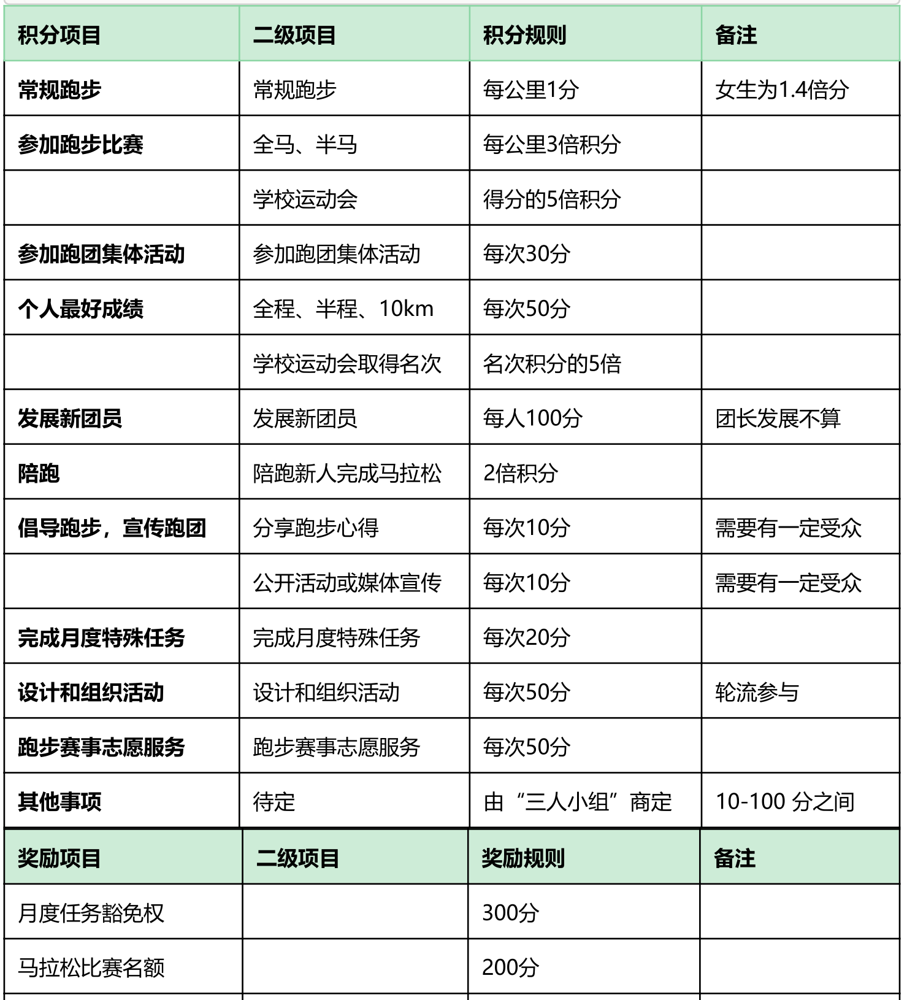 积分项目 二级项目 积分规则 备注
常规跑步 常规跑步 每公里1分 女生为1.4倍分
参加跑步比赛 全马、半马 每公里3倍积分
学校运动会 得分的5倍积分
参加跑团集体活动 参加跑团集体活动 每次30分
个人最好成绩 全程、半程、10km 每次50分
学校运动会取得名次 名次积分的5倍
发展新团员 发展新团员 每人100分 团长发展不算
陪跑 陪跑新人完成马拉松 2倍积分
倡导跑步，宣传跑团 分享跑步心得 每次10分 需要有一定受众
公开活动或媒体宣传 每次10分 需要有一定受众
完成月度特殊任务 完成月度特殊任务 每次20分
设计和组织活动 设计和组织活动 每次50分 轮流参与
跑步赛事志愿服务 跑步赛事志愿服务 每次50分
其他事项 待定 由“三人小组”商定 10-100 分之间
奖励项目 二级项目 奖励规则 备注
月度任务豁免权 300分
马拉松比赛名额 200分